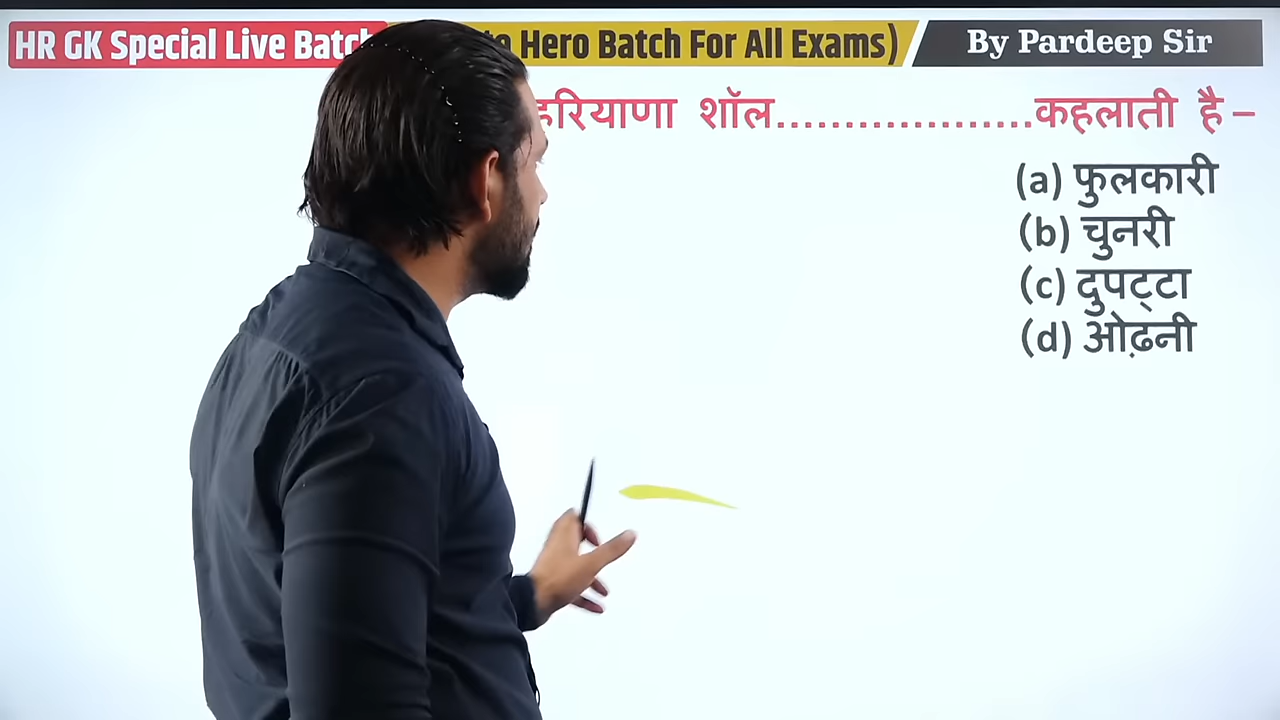 HR GK Special Live Batch Hero Batch For All Exams) By Pardeep Sir
हरियाणा शॉल...................कहलाती है –
(a) फुलकारी
(b) चुनरी
(c) दुपट्टा
(d) ओढ़नी